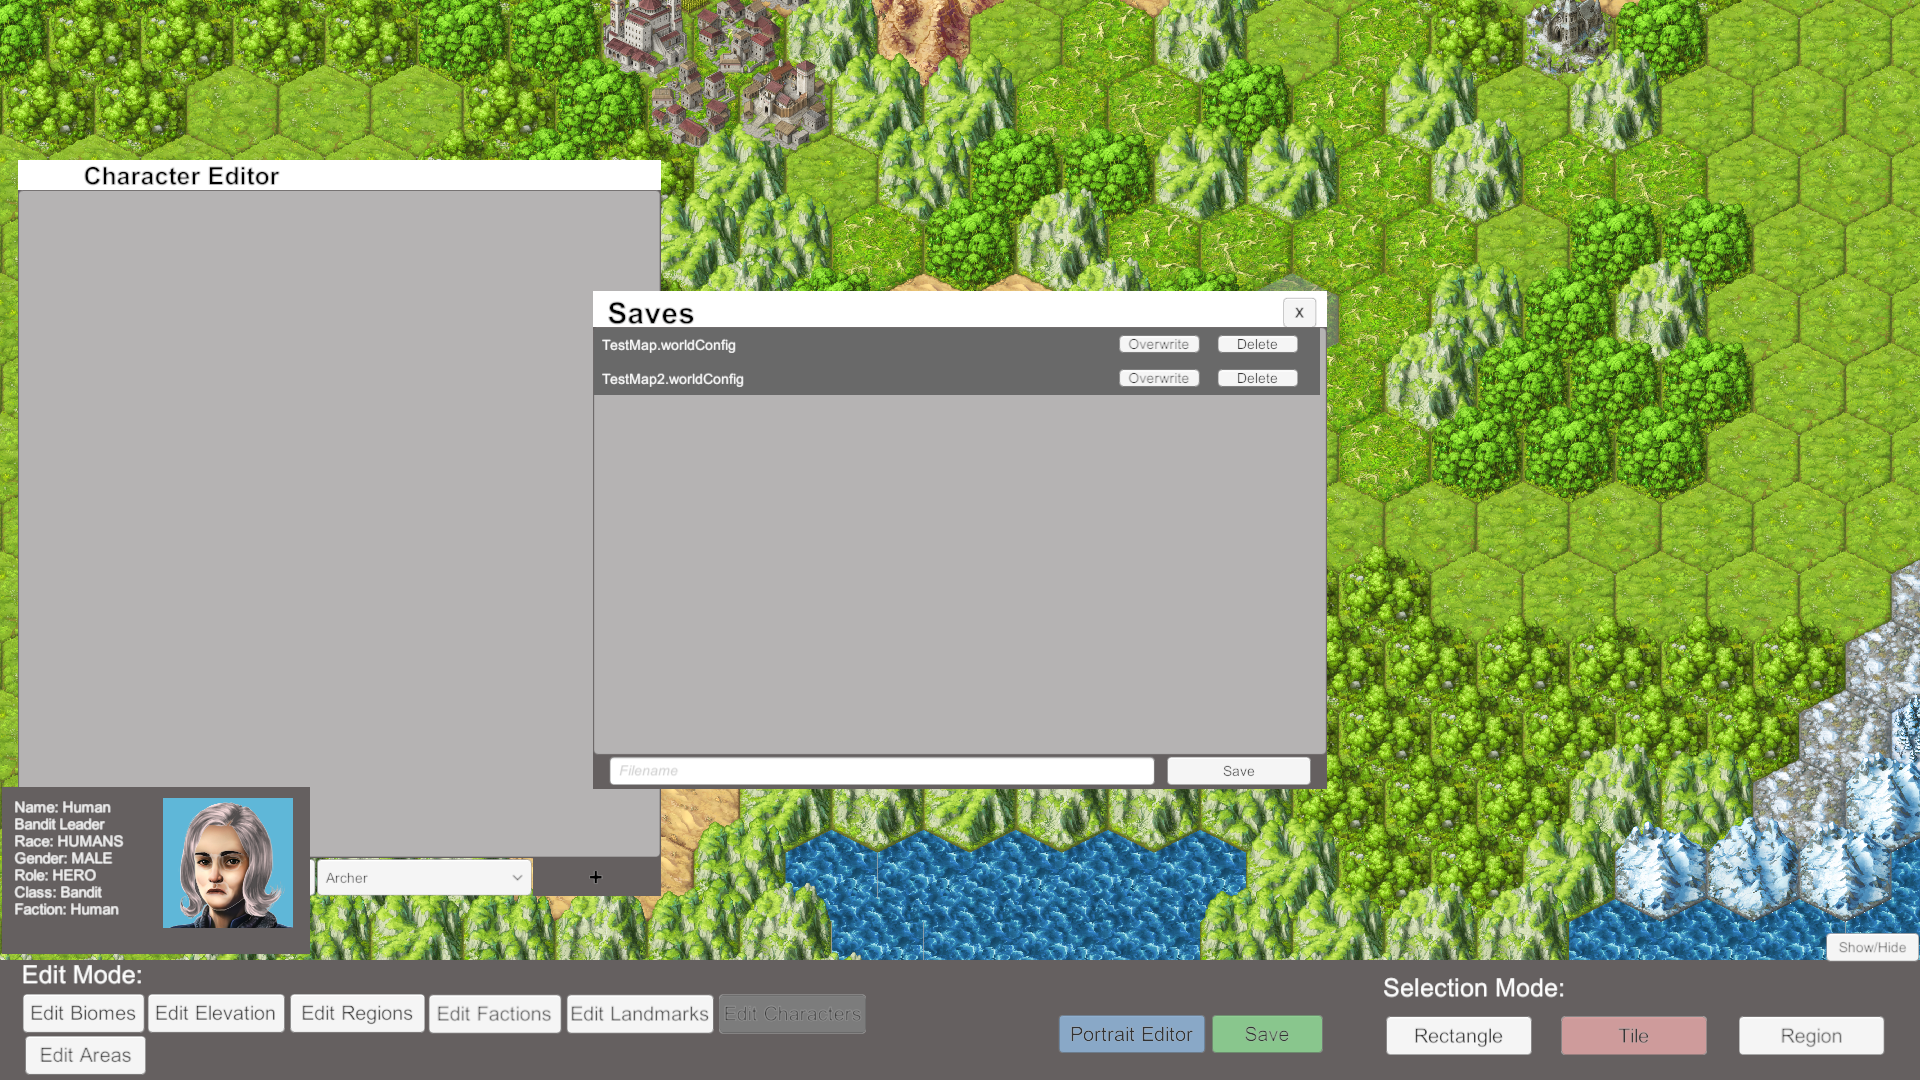 Character Editor
Saves
X
TestMap.worldConfig
Overwrite
Delete
TestMap2.worldConfig
Overwrite
Delete
Filename
Save
Name: Human
Bandit Leader
Race: HUMANS
Gender: MALE
Role: HERO
Class: Bandit
Faction: Human
Archer
+
Show/Hide
Edit Mode:
Edit Biomes
Edit Elevation
Edit Regions
Edit Factions
Edit Landmarks
Edit Characters
Edit Areas
Portrait Editor
Save
Selection Mode:
Rectangle
Tile
Region